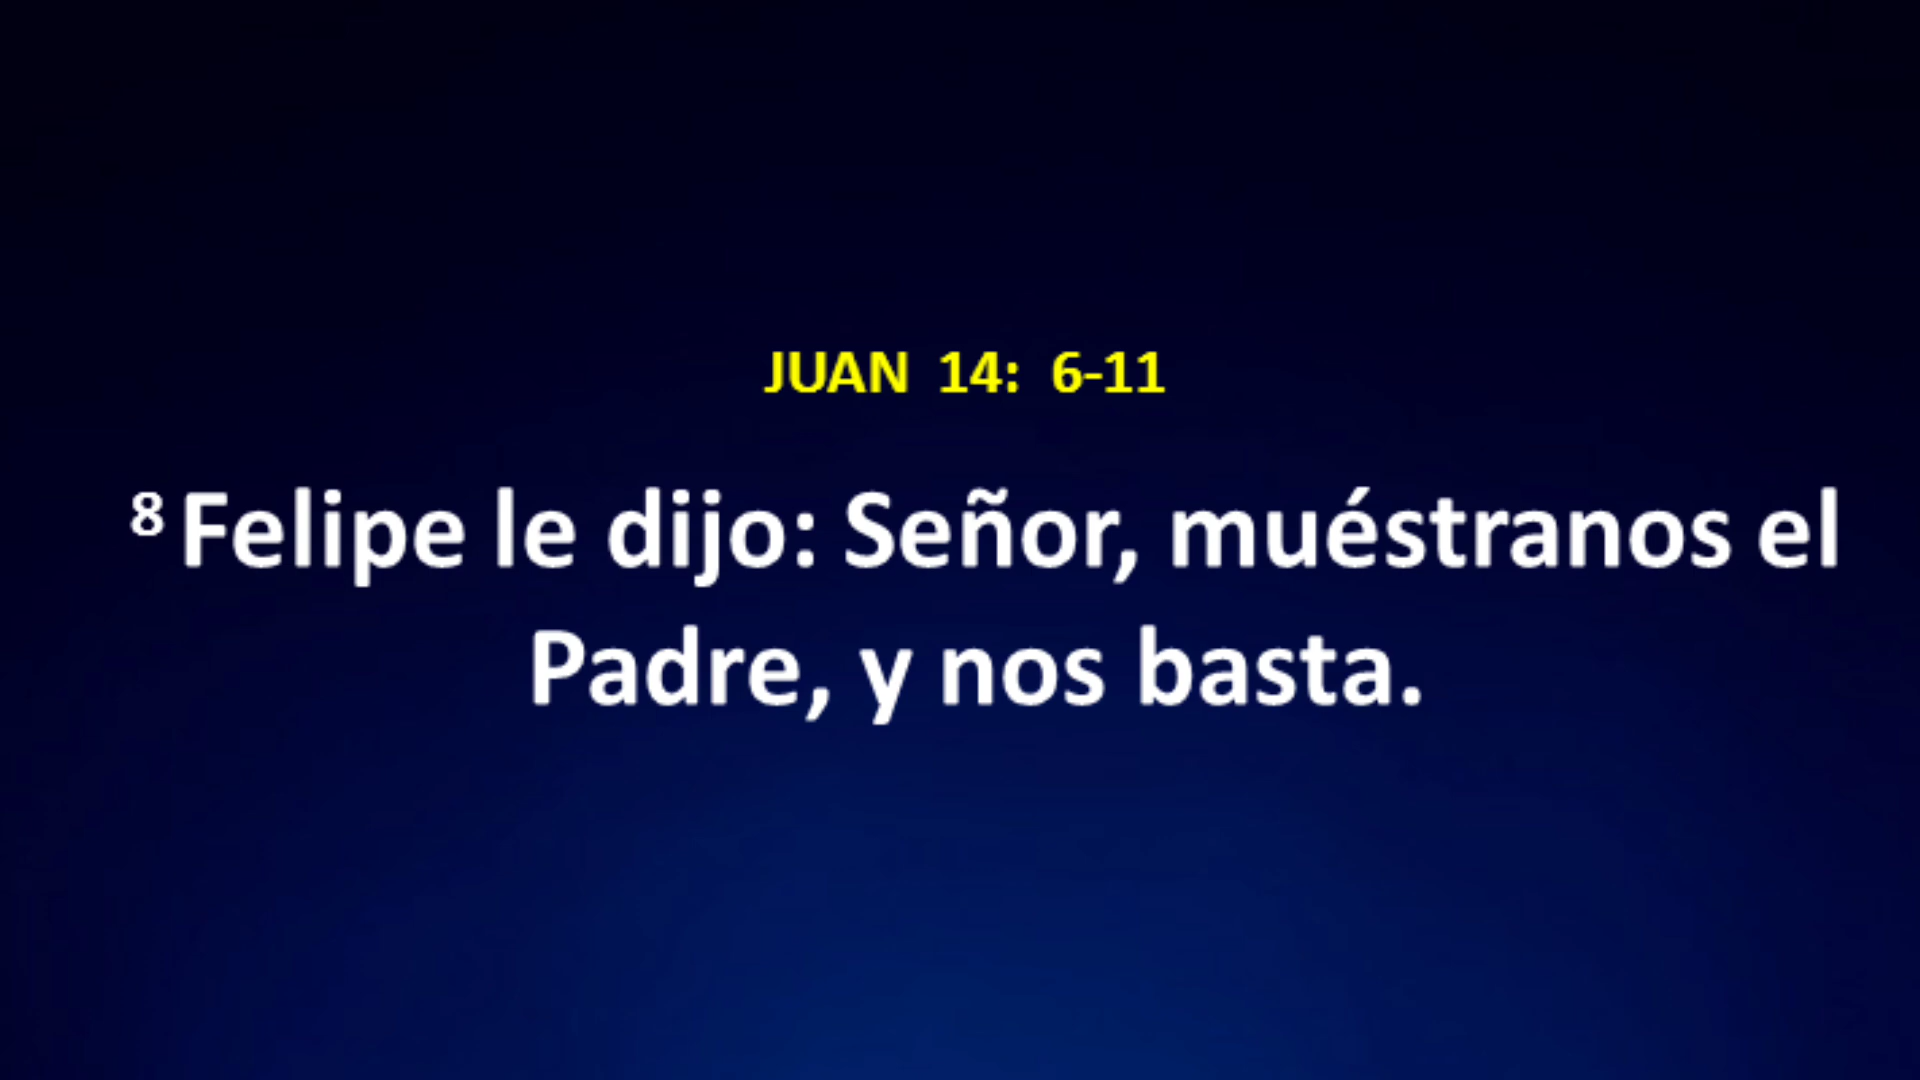 JUAN 14: 6-11
8 Felipe le dijo: Señor, muéstranos el
Padre, y nos basta.